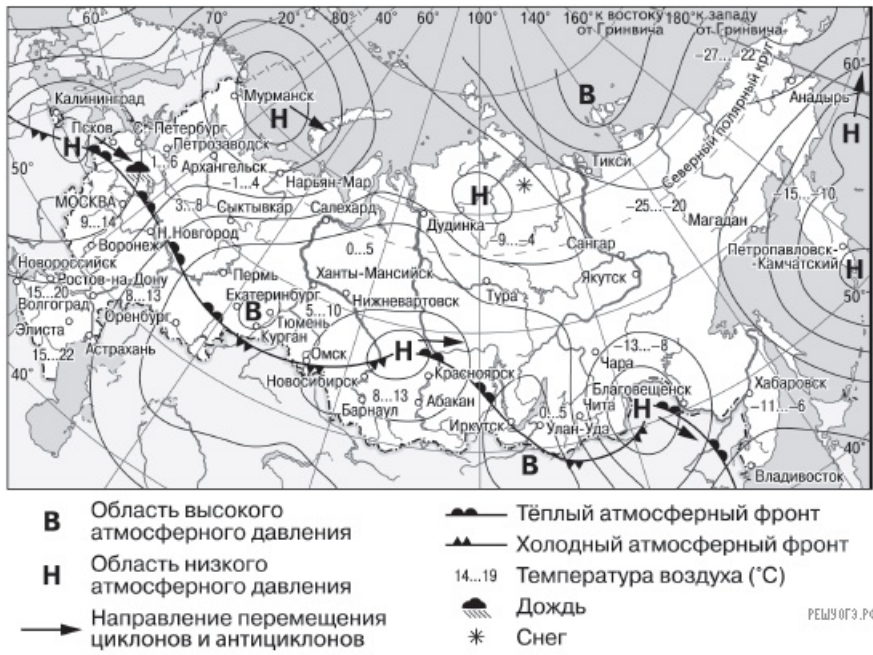 60° 70° 20° 80° 60° 100° 140° 160° к востоку 180° к западу
от Гринвича от Гринвича
-27...-22
Северный полярный круг
60°
Калининград
Мурманск
В
Анадырь
Псков
С.-Петербург
Н
Н
Н
Петрозаводск
1...6
Архангельск
Тикси
50°
-1...4
Нарьян-Мар
Н
-15...-10
МОСКВА
3...8
Сыктывкар
Салехард
Дудинка
-25...-20
Магадан
9...14
-9...-4
Н.Новгород
0...5
Сангар
Воронеж
Петропавловск-
-Камчатский
Новороссийск
Пермь
Ханты-Мансийск
Якутск
Н
Ростов-на-Дону
Екатеринбург
Нижневартовск
Тура
50°
15...20
8...13
В
5...10
Волгоград
Оренбург
Тюмень
Элиста
Курган
-13...-8
15...22
Астрахань
Омск
Н
Чара
40°
Новосибирск
Красноярск
Благовещенск
Хабаровск
8...13
Абакан
0...5
Чита
Н
-11...-6
Барнаул
Иркутск
Улан-Удэ
40°
В
Владивосток
В Область высокого
атмосферного давления
Н Область низкого
атмосферного давления
Направление перемещения
циклонов и антициклонов
Тёплый атмосферный фронт
Холодный атмосферный фронт
14...19 Температура воздуха (°C)
Дождь
Снег
РЕШУОГЭ.РФ